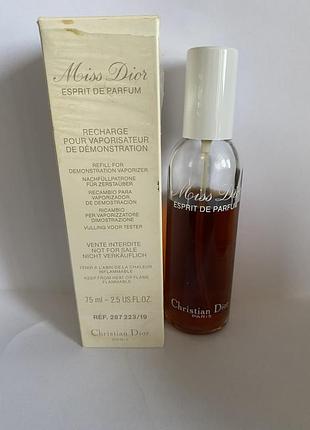 Miss Dior
ESPRIT DE PARFUM
RECHARGE
POUR VAPORISATEUR
DE DÉMONSTRATION
REFILL FOR
DEMONSTRATION VAPORIZER
NACHFÜLLPATRONE
FÜR ZERSTÄUBER
RECAMBIO PARA
VAPORIZADOR
DE DEMOSTRACION
RICAMBIO
PER VAPORIZZATORE
DIMOSTRAZIONE
VULLING VOOR TESTER
VENTE INTERDITE
NOT FOR SALE
NICHT VERKÄUFLICH
TENIR A L'ABRI DE LA CHALEUR
INFLAMMABLE
KEEP FROM HEAT OR FLAME
FLAMMABLE
75 ml - 2.5 US FL.OZ.
RÉF. 287 223/19
Christian Dior
PARIS
Miss Dior
ESPRIT DE PARFUM
Christian Dior
PARIS